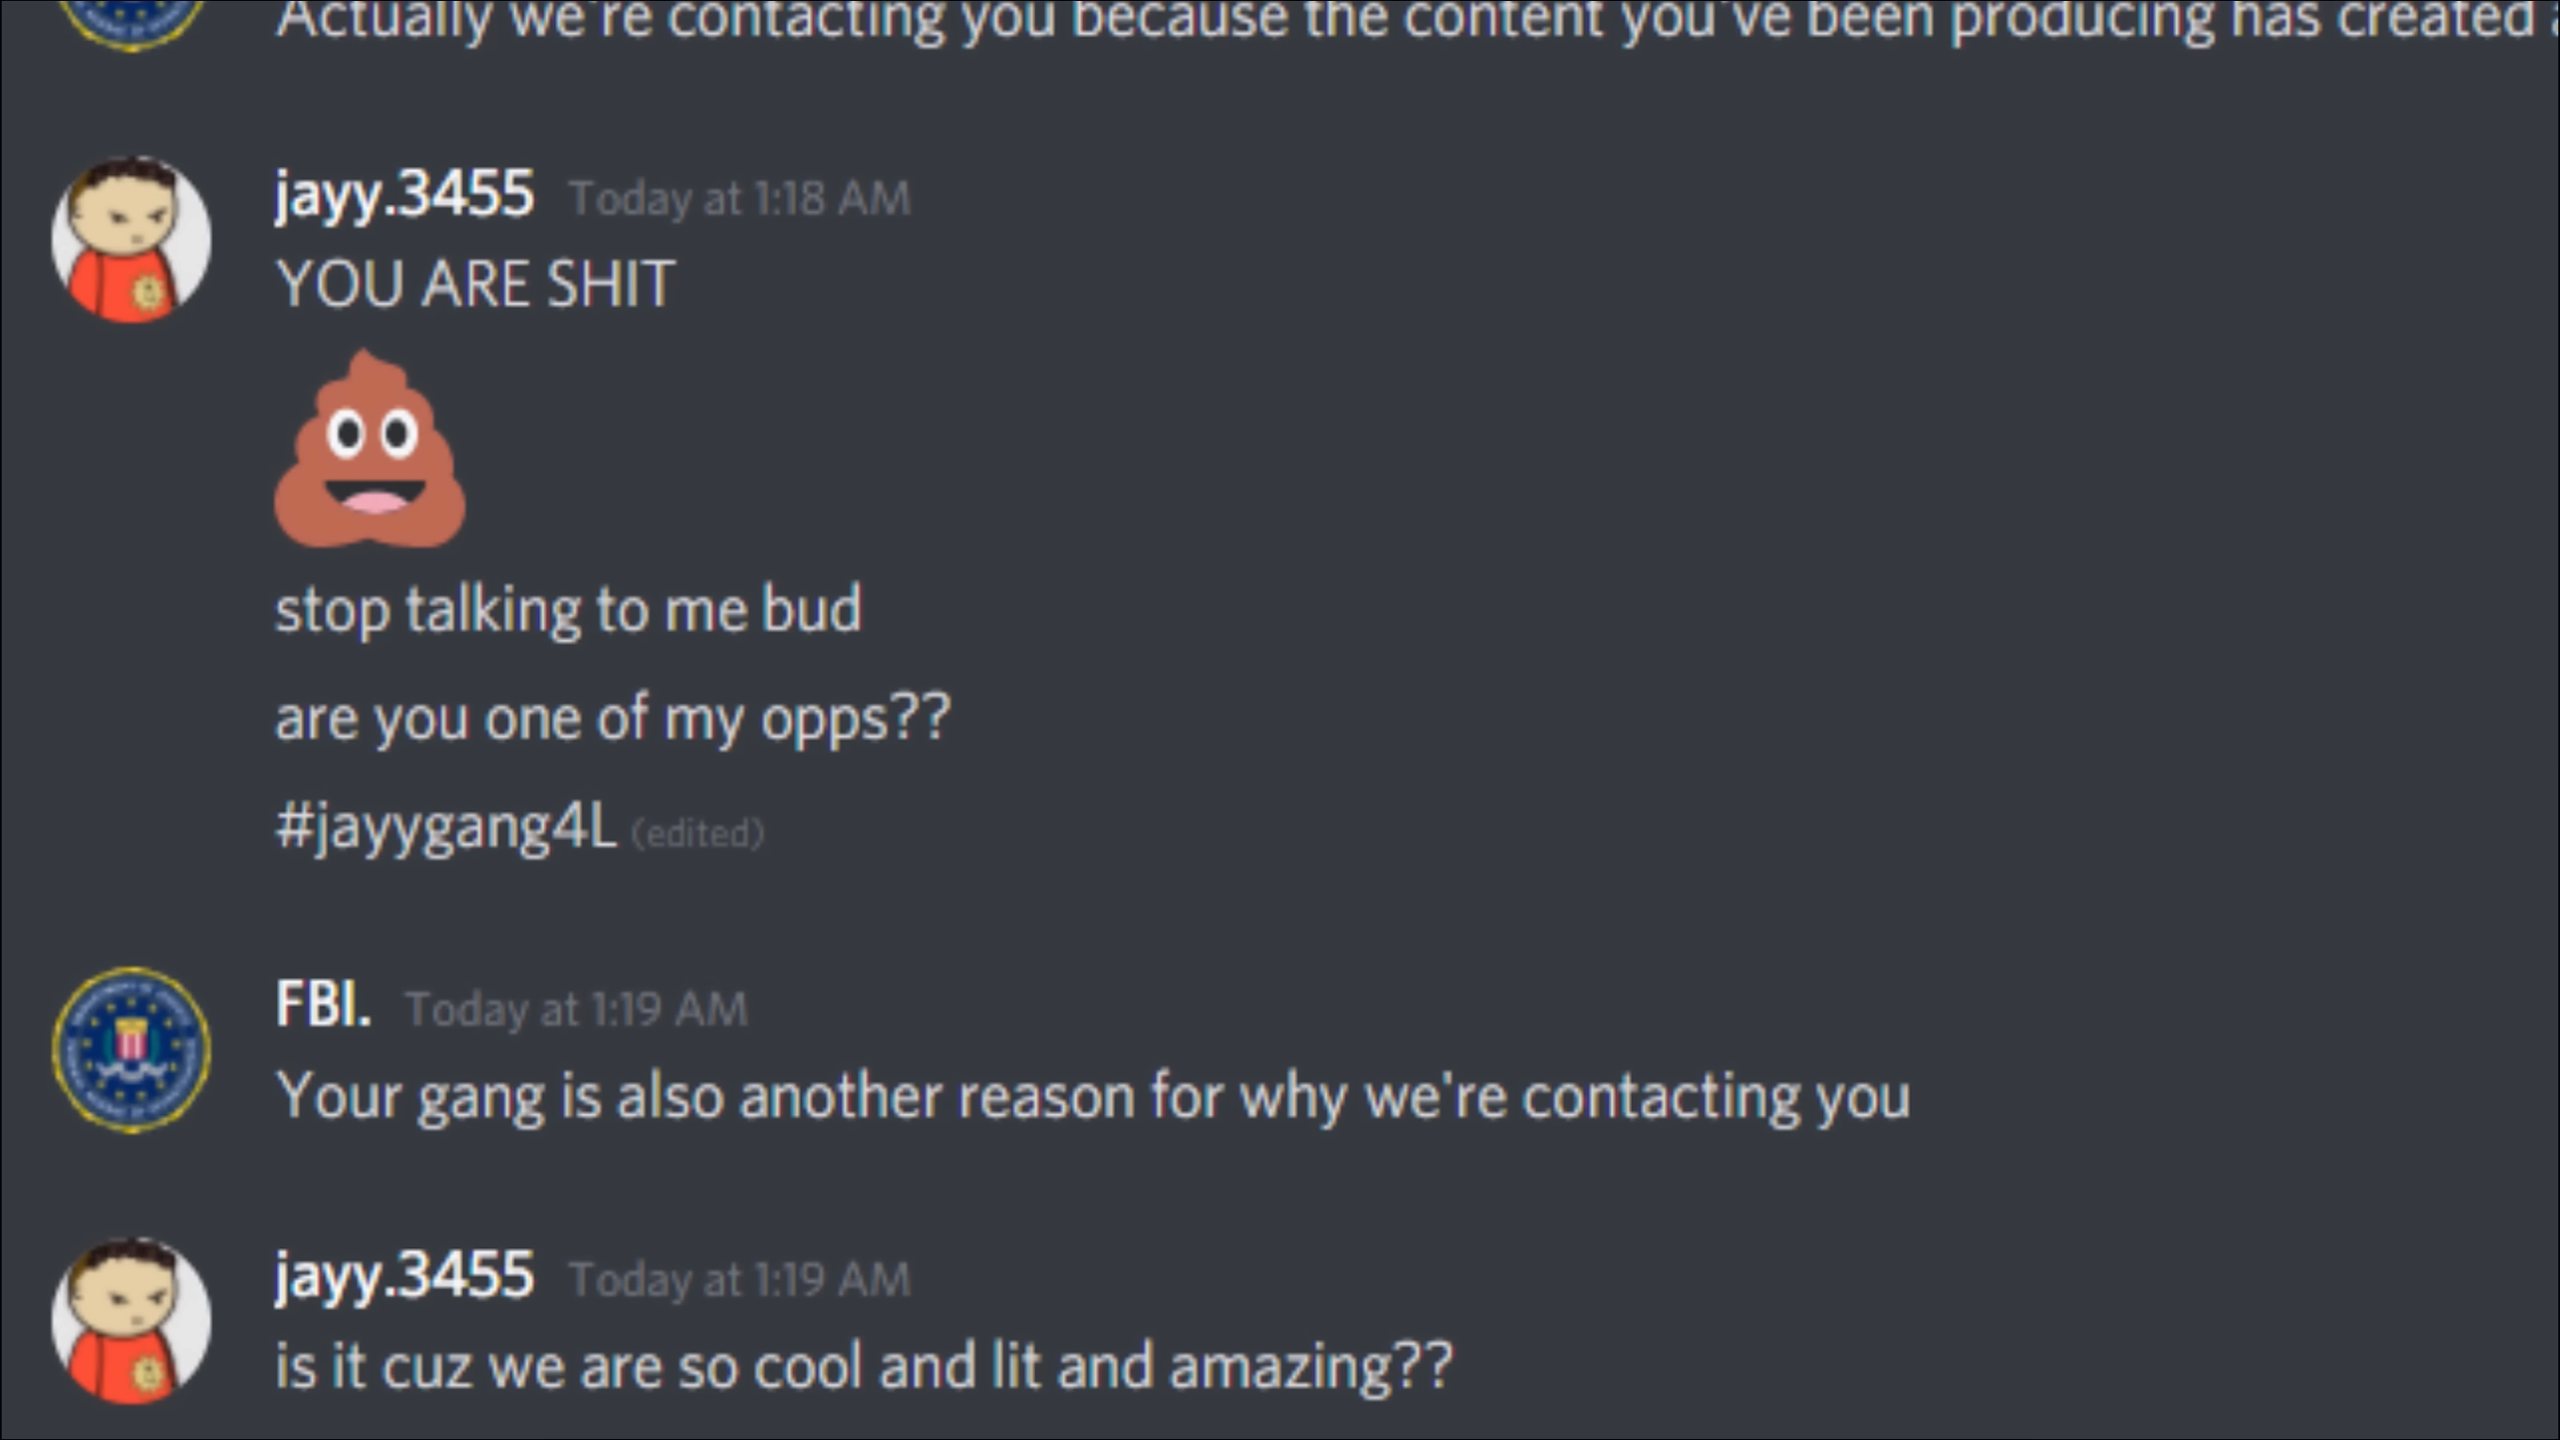 Actually we're contacting you because the content you've been producing has created
jayy.3455 Today at 1:18 AM
YOU ARE SHIT
stop talking to me bud
are you one of my opps??
#jayygang4L (edited)
FBI. Today at 1:19 AM
Your gang is also another reason for why we're contacting you
jayy.3455 Today at 1:19 AM
is it cuz we are so cool and lit and amazing??